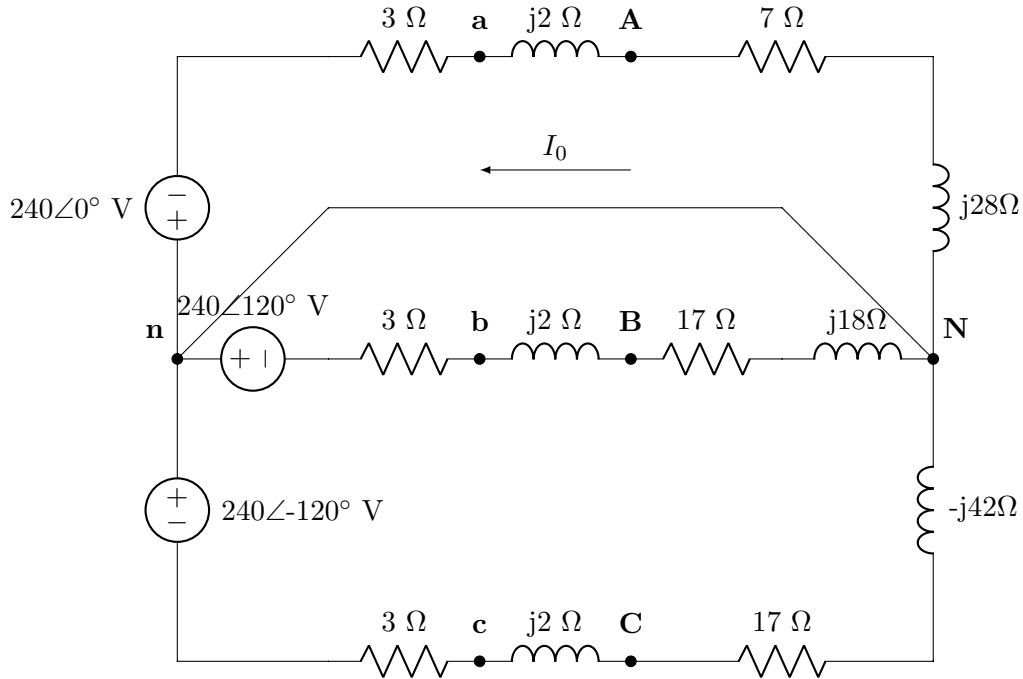 3 Ω a j2 Ω A 7 Ω
I₀
240∠0° V − + j28Ω
240∠120° V
n + − 3 Ω b j2 Ω B 17 Ω j18Ω N
+ − 240∠-120° V -j42Ω
3 Ω c j2 Ω C 17 Ω